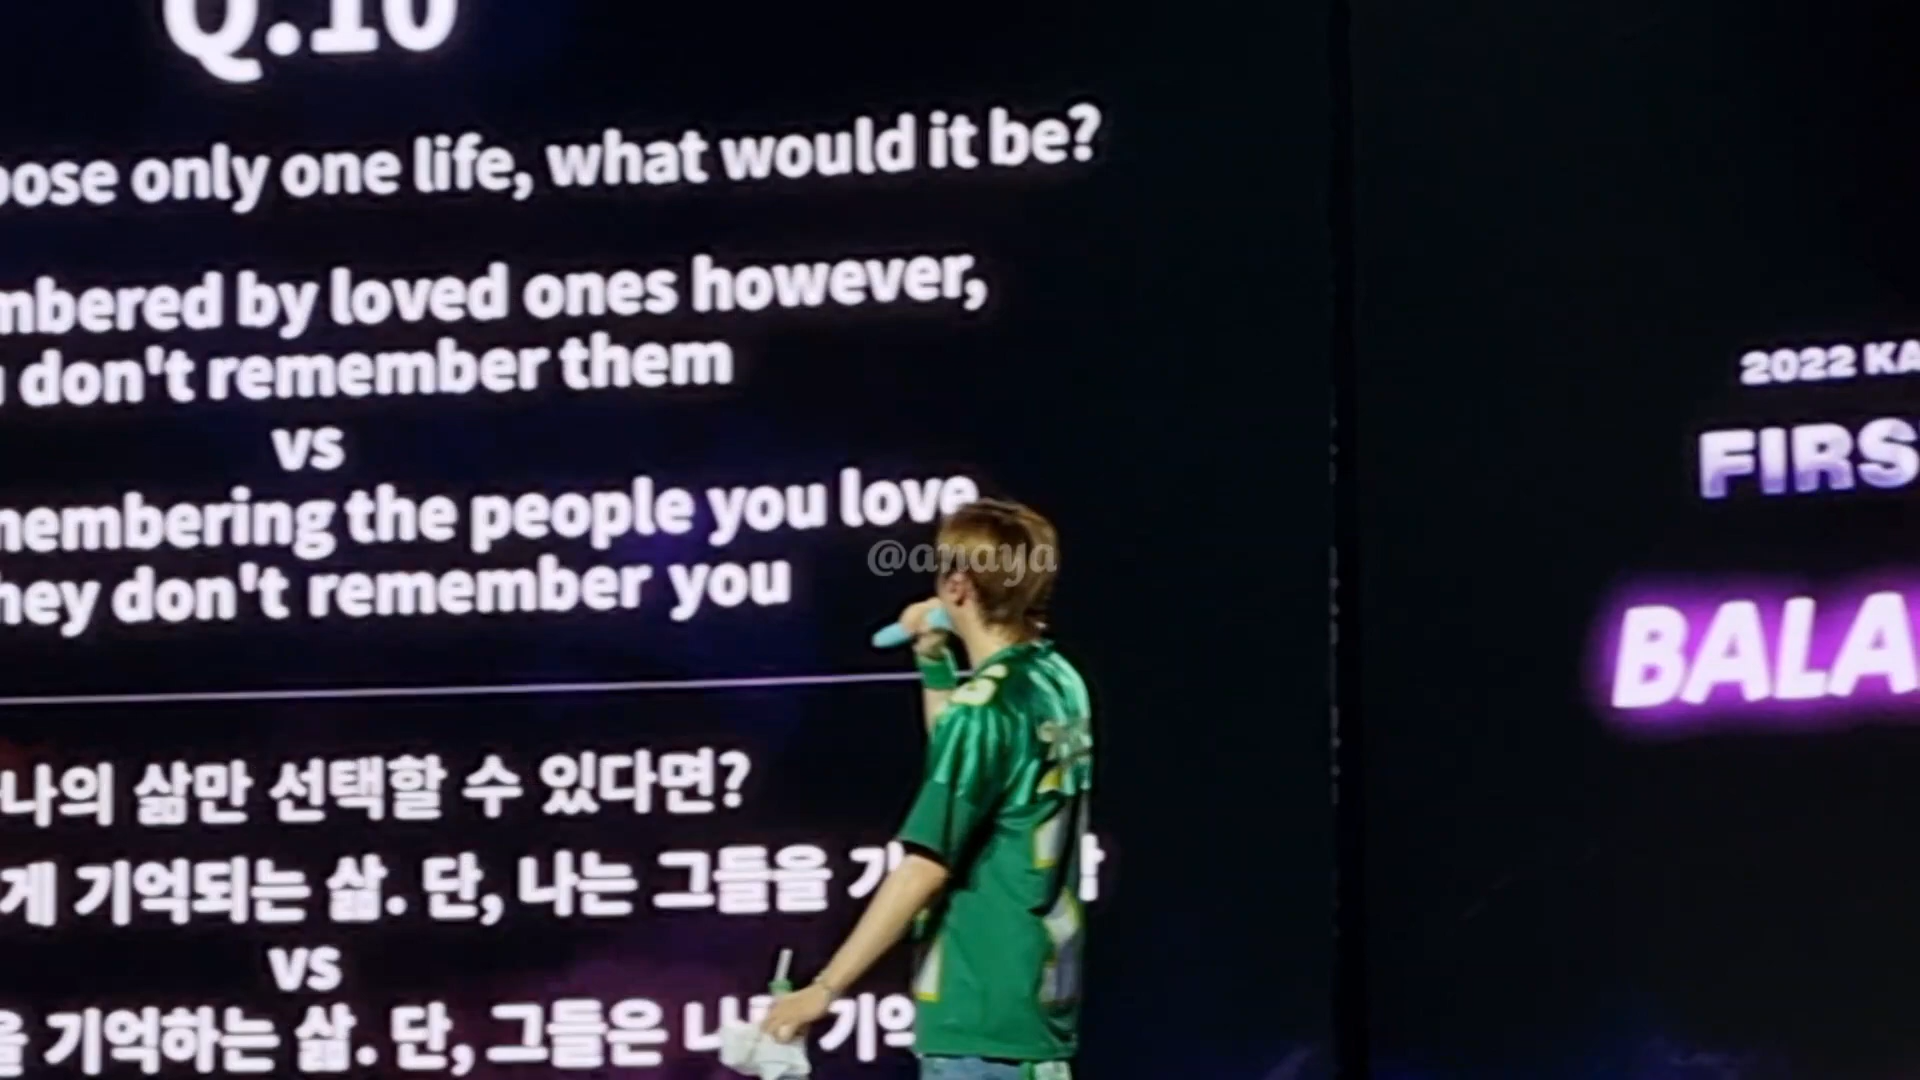 Q.10
oose only one life, what would it be?
mbered by loved ones however,
don't remember them
vs
membering the people you love
hey don't remember you
나의 삶만 선택할 수 있다면?
게 기억되는 삶. 단, 나는 그들을
vs
을 기억하는 삶. 단, 그들은
2022 KA
FIRS
BALA
@anaya